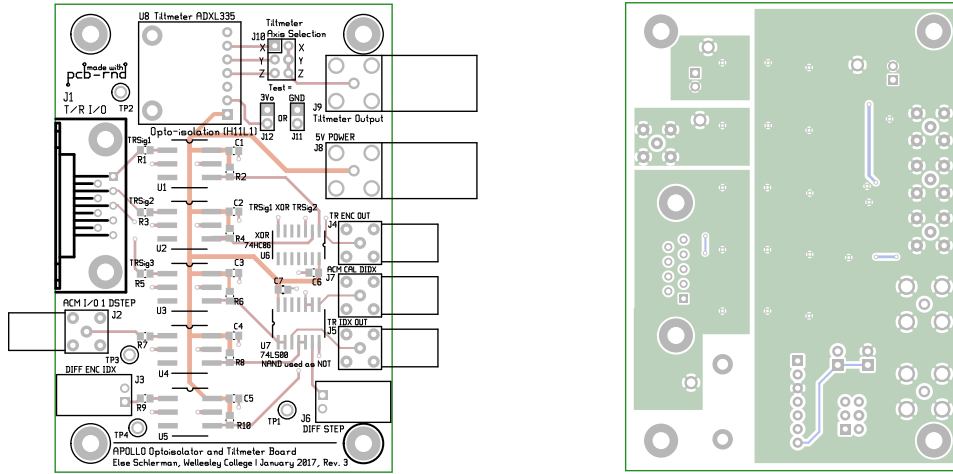 U8 Tiltmeter ADXL335
Tiltmeter
Axis Selection
J10
X
X
Y
Y
Z
Z
made with
pcb-rnd
J1
T/R I/O
TP2
Test =
3Vo
GND
OR
J12
J11
J9
Tiltmeter Output
Opto-isolation (H11L1)
5V POWER
J8
TRSig1
R1
C1
R2
U1
TRSig2
R3
C2
R4
U2
TRSig1 XOR TRSig2
XOR
74HC86
U6
TR ENC OUT
J4
TRSig3
R5
C3
R6
U3
C7
C6
ACM CAL DIDX
J7
ACM I/O 1 DSTEP
J2
R7
C4
R8
U4
TP3
TR IDX OUT
J5
U7
74LS00
NAND used as NOT
DIFF ENC IDX
J3
R9
C5
R10
U5
TP4
TP1
J6
DIFF STEP
APOLLO Optoisolator and Tiltmeter Board
Else Schlerman, Wellesley College | January 2017, Rev. 3